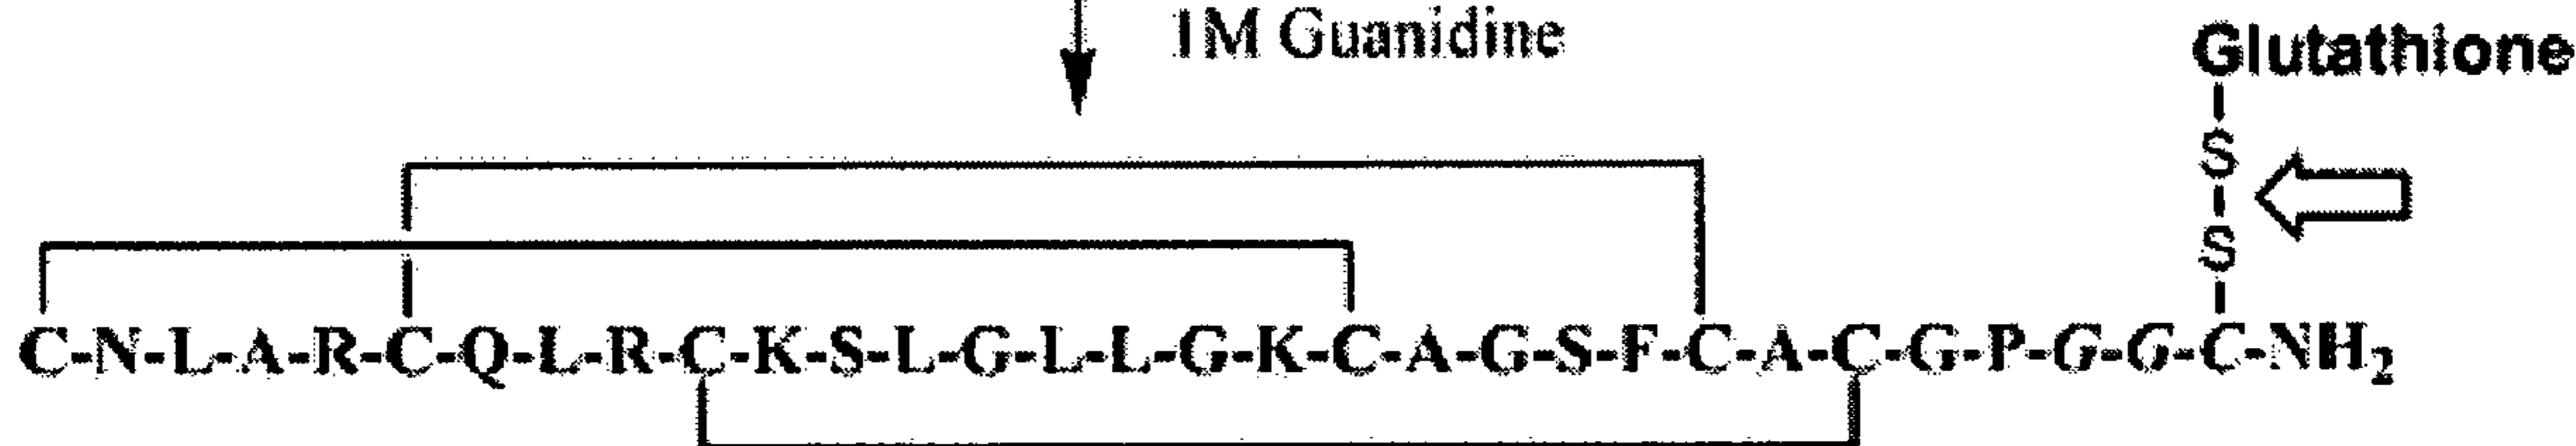 1M Guanidine
Glutathione
S
S
C-N-L-A-R-C-Q-L-R-C-K-S-L-G-L-L-G-K-C-A-G-S-F-C-A-C-G-P-G-G-C-NH₂